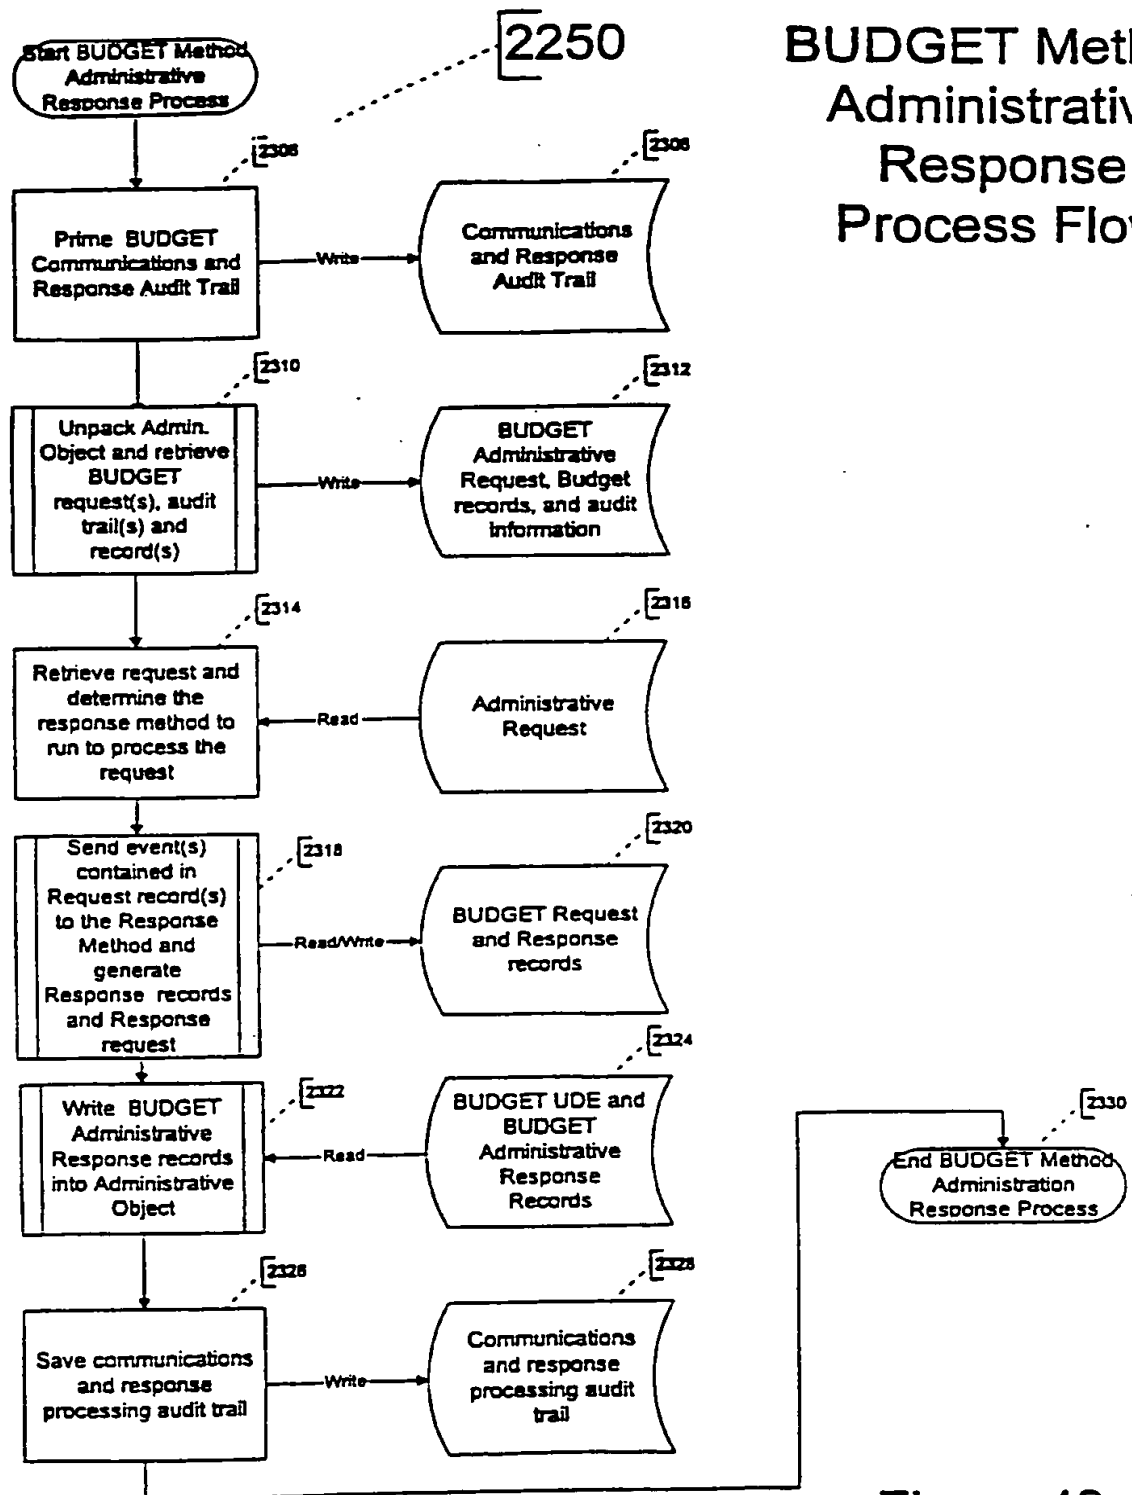 2250
BUDGET Meth
Administrativ
Response
Process Flo
Start BUDGET Method
Administrative
Response Process
2306
Prime BUDGET
Communications and
Response Audit Trail
Write
2308
Communications
and Response
Audit Trail
2310
Unpack Admin.
Object and retrieve
BUDGET
request(s), audit
trail(s) and
record(s)
Write
2312
BUDGET
Administrative
Request, Budget
records, and audit
information
2314
Retrieve request and
determine the
response method to
run to process the
request
Read
2316
Administrative
Request
2318
Send event(s)
contained in
Request record(s)
to the Response
Method and
generate
Response records
and Response
request
Read/Write
2320
BUDGET Request
and Response
records
2322
Write BUDGET
Administrative
Response records
into Administrative
Object
Read
2324
BUDGET UDE and
BUDGET
Administrative
Response
Records
2326
Save communications
and response
processing audit trail
Write
2328
Communications
and response
processing audit
trail
2330
End BUDGET Method
Administration
Response Process